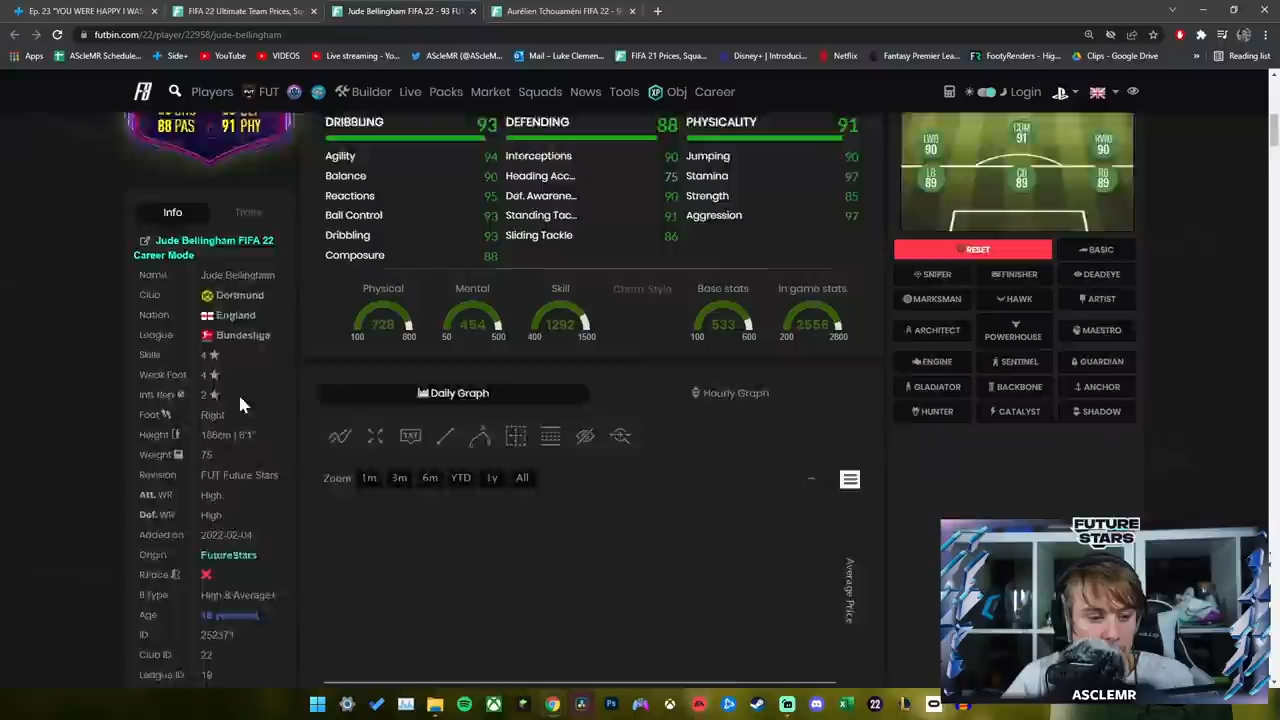 Ep. 23 "YOU WERE HAPPY I WAS
FIFA 22 Ultimate Team Prices, Sq
Jude Bellingham FIFA 22 - 93 FU
Aurélien Tchouaméni FIFA 22 - 9
futbin.com/22/player/22958/jude-bellingham
Apps
AScleMR Schedule...
Side+
YouTube
VIDEOS
Live streaming - Yo...
Twitter (@AScleM...
Mail – Luke Clemen...
FIFA 21 Prices, Squa...
Disney+ | Introduci...
Netflix
Fantasy Premier Lea...
FootyRenders - Hig...
Clips - Google Drive
Reading list
Players
FUT
Builder
Live
Packs
Market
Squads
News
Tools
Obj
Career
Login
88 PAS
91 PHY
DRIBBLING 93
DEFENDING 88
PHYSICALITY 91
Agility 94
Interceptions 90
Jumping 90
Balance 90
Heading Acc... 75
Stamina 97
Reactions 95
Def. Awarene... 90
Strength 85
Ball Control 93
Standing Tac... 91
Aggression 97
Dribbling 93
Sliding Tackle 86
Composure 88
LWB 90
CDM 91
RWB 90
LB 89
CB 89
RB 89
Info
Traits
Jude Bellingham FIFA 22
Career Mode
Name Jude Bellingham
Club Dortmund
Nation England
League Bundesliga
Skills 4
Weak Foot 4
Intl. Rep 2
Foot Right
Height 186cm | 6'1"
Weight 75
Revision FUT Future Stars
Att. WR High
Def. WR High
Added on 2022-02-04
Origin FutureStars
R.Face
B.Type High & Average+
Age 18
ID 252371
Club ID 22
League ID 19
Physical
Mental
Skill
Chem Style
Base stats
In game stats
728
454
1292
533
2556
100 800
50 500
400 1500
100 600
200 2800
Daily Graph
Hourly Graph
TXT
Zoom 1m 3m 6m YTD 1y All
Average Price
RESET
BASIC
SNIPER
FINISHER
DEADEYE
MARKSMAN
HAWK
ARTIST
ARCHITECT
POWERHOUSE
MAESTRO
ENGINE
SENTINEL
GUARDIAN
GLADIATOR
BACKBONE
ANCHOR
HUNTER
CATALYST
SHADOW
FUTURE
STARS
ASCLEMR